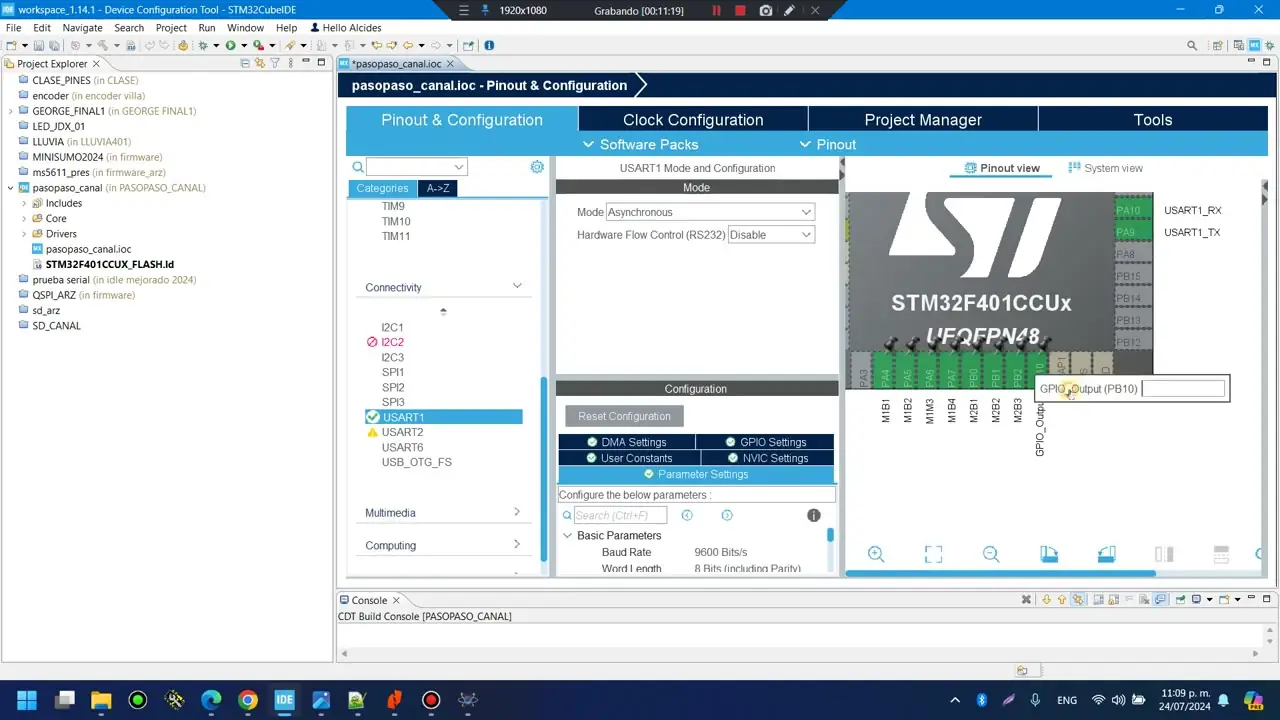 workspace_1.14.1 - Device Configuration Tool - STM32CubeIDE
1920x1080
Grabando [00:11:19]
File Edit Navigate Search Project Run Window Help Hello Alcides
Project Explorer
CLASE_PINES (in CLASE)
encoder (in encoder villa)
GEORGE_FINAL1 (in GEORGE FINAL1)
LED_JDX_01
LLUVIA (in LLUVIA401)
MINISUMO2024 (in firmware)
ms5611_pres (in firmware_arz)
pasopaso_canal (in PASOPASO_CANAL)
Includes
Core
Drivers
pasopaso_canal.ioc
STM32F401CCUX_FLASH.ld
prueba serial (in idle mejorado 2024)
QSPI_ARZ (in firmware)
sd_arz
SD_CANAL
*pasopaso_canal.ioc
pasopaso_canal.ioc - Pinout & Configuration
Pinout & Configuration
Clock Configuration
Project Manager
Tools
Software Packs
Pinout
Categories
A->Z
TIM9
TIM10
TIM11
Connectivity
I2C1
I2C2
I2C3
SPI1
SPI2
SPI3
USART1
USART2
USART6
USB_OTG_FS
Multimedia
Computing
USART1 Mode and Configuration
Mode
Mode Asynchronous
Hardware Flow Control (RS232) Disable
Configuration
Reset Configuration
DMA Settings
GPIO Settings
User Constants
NVIC Settings
Parameter Settings
Configure the below parameters :
Search (Ctrl+F)
Basic Parameters
Baud Rate 9600 Bits/s
Word Length 8 Bits (including Parity)
Pinout view
System view
PA10 USART1_RX
PA9 USART1_TX
PA8
PB15
PB14
PB13
PB12
STM32F401CCUx
UFQFPN48
PA3
PA4
PA5
PA6
PA7
PB0
PB1
PB2
GPIO_Output (PB10)
M1B1
M1B2
M1M3
M1B4
M2B1
M2B2
M2B3
GPIO_Outpu
Console
CDT Build Console [PASOPASO_CANAL]
IDE
ENG
11:09 p. m.
24/07/2024